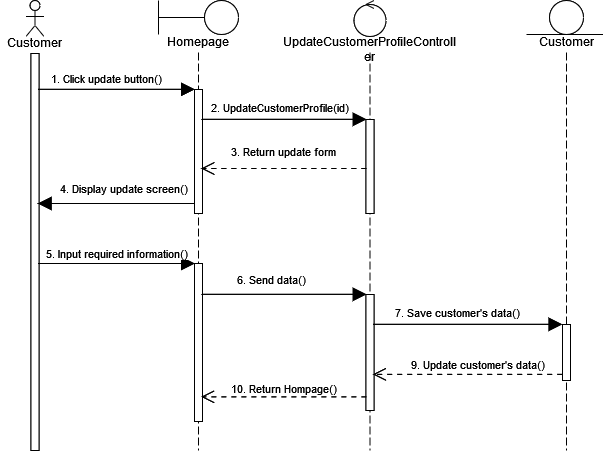 Customer
Homepage
UpdateCustomerProfileControll
er
Customer
1. Click update button()
2. UpdateCustomerProfile(id)
3. Return update form
4. Display update screen()
5. Input required information()
6. Send data()
7. Save customer's data()
9. Update customer's data()
10. Return Hompage()